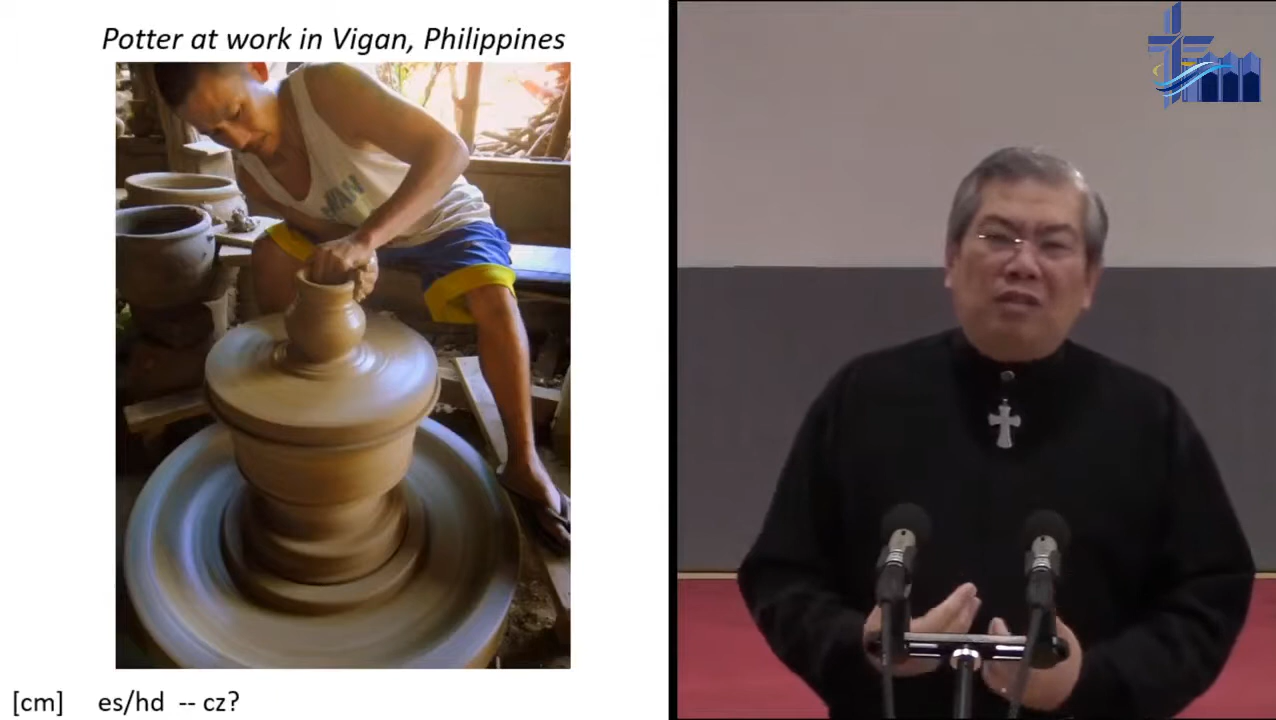 Potter at work in Vigan, Philippines
[cm] es/hd -- cz?